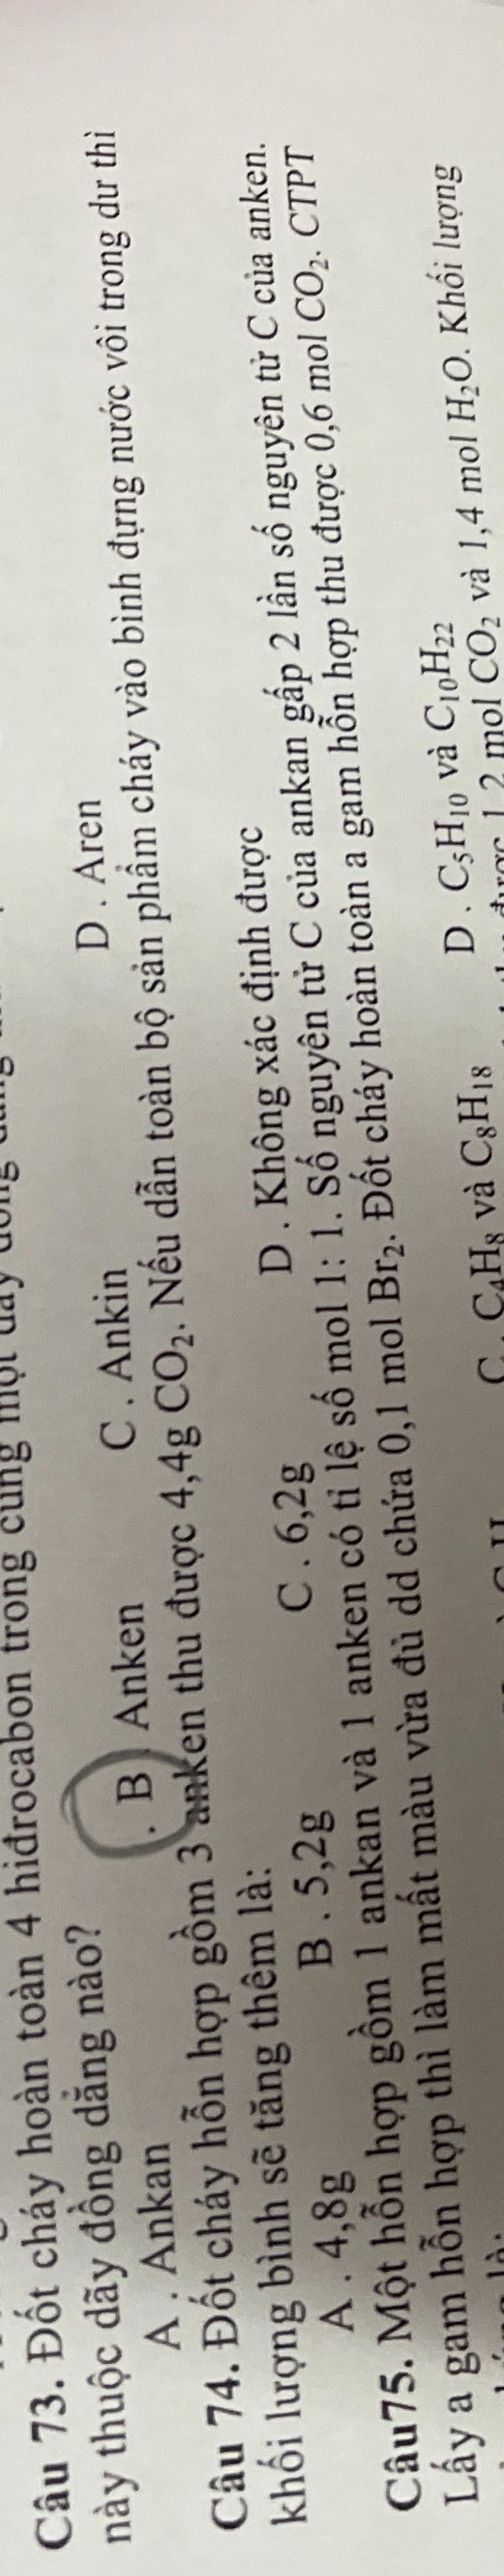 Câu 73. Đốt cháy hoàn toàn 4 hiđrocabon trong cùng một dãy đồng đẳng
này thuộc dãy đồng dẳng nào?
A . Ankan B . Anken C . Ankin D . Aren
Câu 74. Đốt cháy hỗn hợp gồm 3 anken thu được 4,4g CO₂. Nếu dẫn toàn bộ sản phẩm cháy vào bình đựng nước vôi trong dư thì
khối lượng bình sẽ tăng thêm là:
A . 4,8g B . 5,2g C . 6,2g D . Không xác định được
Câu75. Một hỗn hợp gồm 1 ankan và 1 anken có tỉ lệ số mol 1: 1. Số nguyên tử C của ankan gấp 2 lần số nguyên tử C của anken.
Lấy a gam hỗn hợp thì làm mất màu vừa đủ dd chứa 0,1 mol Br₂. Đốt cháy hoàn toàn a gam hỗn hợp thu được 0,6 mol CO₂. CTPT
C . C₄H₈ và C₈H₁₈ D . C₅H₁₀ và C₁₀H₂₂
được 1,2 mol CO₂ và 1,4 mol H₂O. Khối lượng